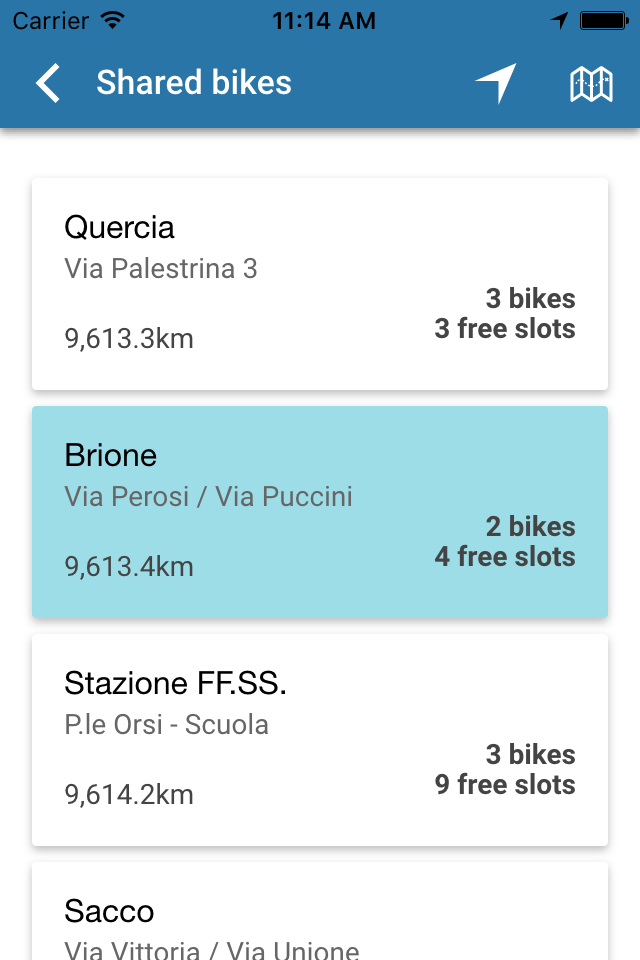 Carrier 11:14 AM
Shared bikes
Quercia
Via Palestrina 3
3 bikes
3 free slots
9,613.3km
Brione
Via Perosi / Via Puccini
2 bikes
4 free slots
9,613.4km
Stazione FF.SS.
P.le Orsi - Scuola
3 bikes
9 free slots
9,614.2km
Sacco
Via Vittoria / Via Unione